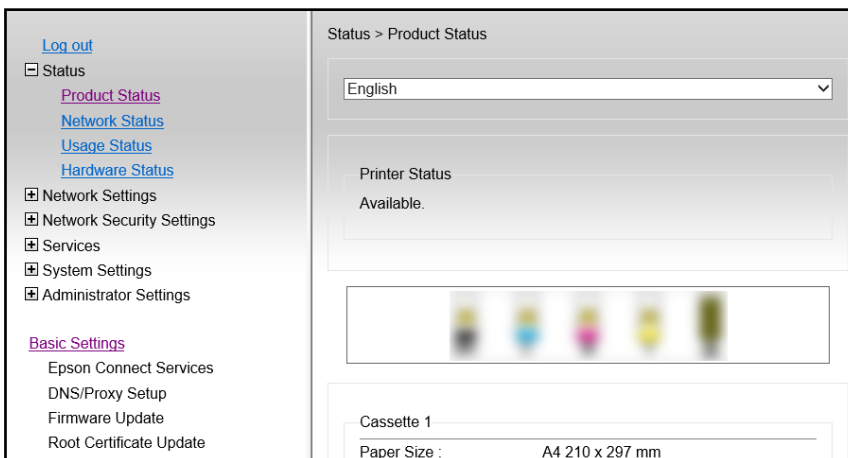 Log out
Status
Product Status
Network Status
Usage Status
Hardware Status
Network Settings
Network Security Settings
Services
System Settings
Administrator Settings
Basic Settings
Epson Connect Services
DNS/Proxy Setup
Firmware Update
Root Certificate Update
Status > Product Status
English
Printer Status
Available.
Cassette 1
Paper Size : A4 210 x 297 mm